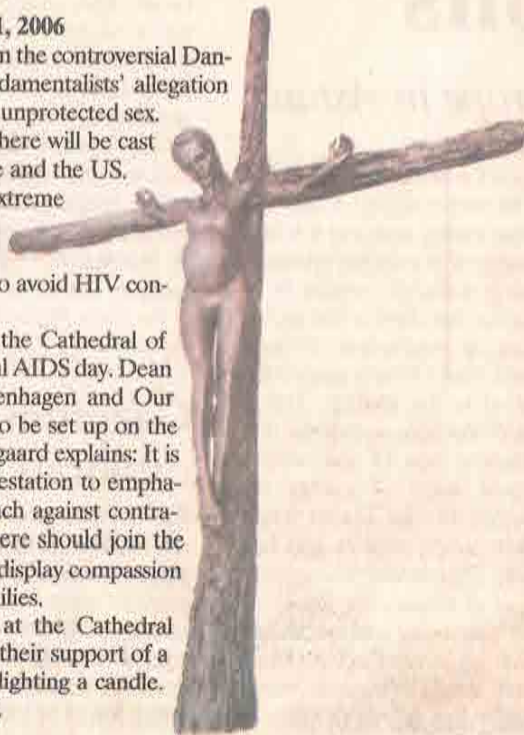 1, 2006
n the controversial Dan-
damentalists' allegation
unprotected sex.
here will be cast
e and the US.
xtreme
o avoid HIV con-
the Cathedral of
al AIDS day. Dean
enhagen and Our
o be set up on the
gaard explains: It is
estation to empha-
ch against contra-
ere should join the
display compassion
ilies.
at the Cathedral
their support of a
lighting a candle.